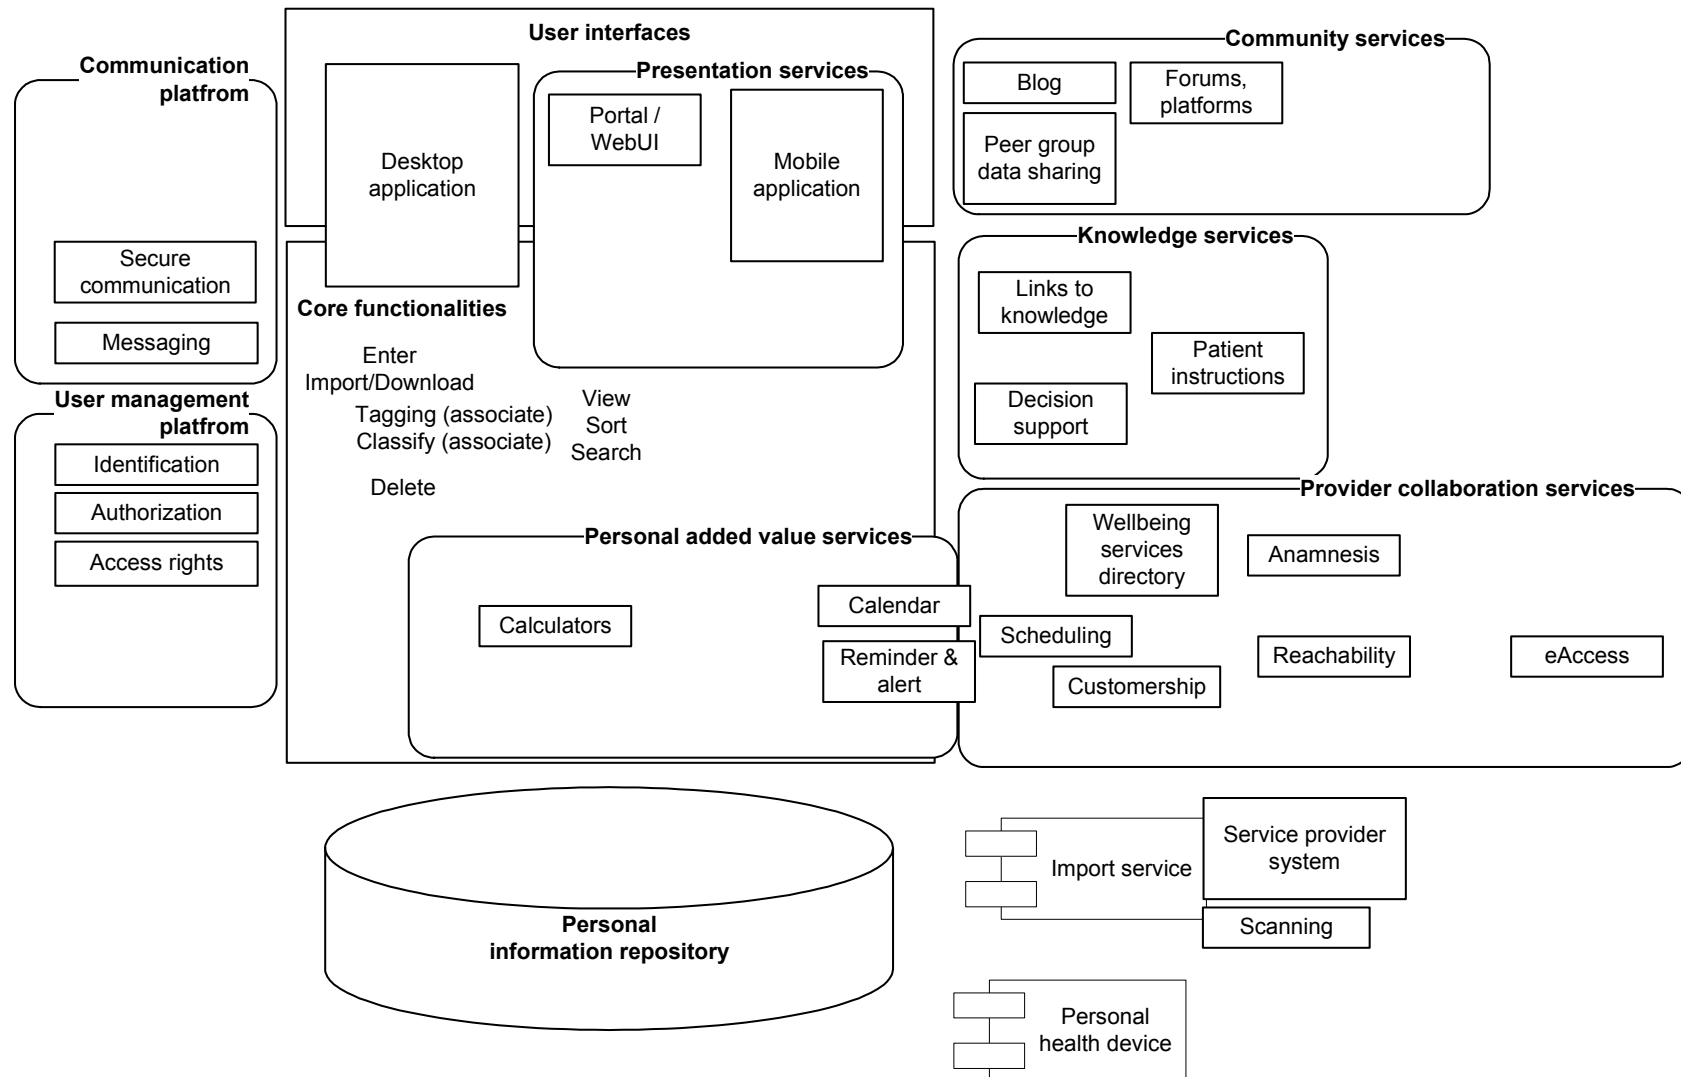 User interfaces
Communication
platfrom
Secure
communication
Messaging
User management
platfrom
Identification
Authorization
Access rights
Desktop
application
Presentation services
Portal /
WebUI
Mobile
application
Core functionalities
Enter
Import/Download
Tagging (associate)
Classify (associate)
Delete
View
Sort
Search
Personal added value services
Calculators
Calendar
Reminder &
alert
Community services
Blog
Forums,
platforms
Peer group
data sharing
Knowledge services
Links to
knowledge
Patient
instructions
Decision
support
Provider collaboration services
Wellbeing
services
directory
Anamnesis
Scheduling
Reachability
eAccess
Customership
Personal
information repository
Import service
Service provider
system
Scanning
Personal
health device